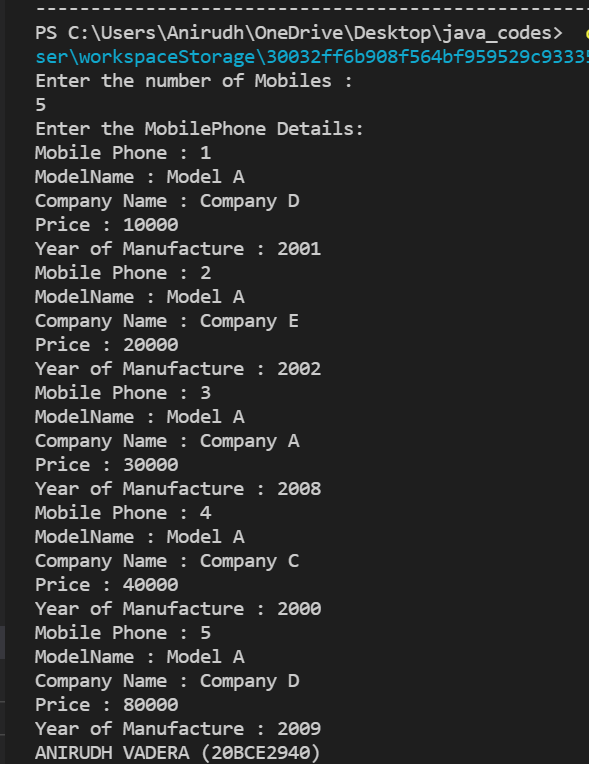 --------------------------------------------------
PS C:\Users\Anirudh\OneDrive\Desktop\java_codes>
ser\workspaceStorage\30032ff6b908f564bf959529c93335
Enter the number of Mobiles :
5
Enter the MobilePhone Details:
Mobile Phone : 1
ModelName : Model A
Company Name : Company D
Price : 10000
Year of Manufacture : 2001
Mobile Phone : 2
ModelName : Model A
Company Name : Company E
Price : 20000
Year of Manufacture : 2002
Mobile Phone : 3
ModelName : Model A
Company Name : Company A
Price : 30000
Year of Manufacture : 2008
Mobile Phone : 4
ModelName : Model A
Company Name : Company C
Price : 40000
Year of Manufacture : 2000
Mobile Phone : 5
ModelName : Model A
Company Name : Company D
Price : 80000
Year of Manufacture : 2009
ANIRUDH VADERA (20BCE2940)